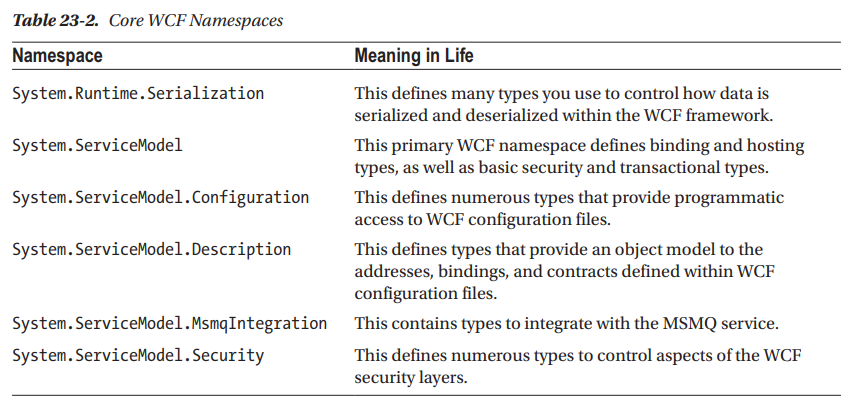 Table 23-2. Core WCF Namespaces
Namespace Meaning in Life
System.Runtime.Serialization This defines many types you use to control how data is
serialized and deserialized within the WCF framework.
System.ServiceModel This primary WCF namespace defines binding and hosting
types, as well as basic security and transactional types.
System.ServiceModel.Configuration This defines numerous types that provide programmatic
access to WCF configuration files.
System.ServiceModel.Description This defines types that provide an object model to the
addresses, bindings, and contracts defined within WCF
configuration files.
System.ServiceModel.MsmqIntegration This contains types to integrate with the MSMQ service.
System.ServiceModel.Security This defines numerous types to control aspects of the WCF
security layers.